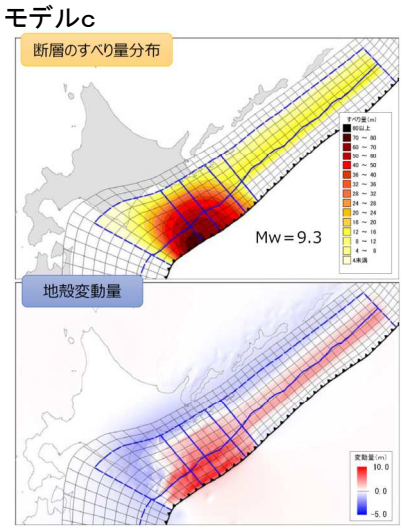 モデルc
断層のすべり量分布
すべり量(m)
80以上
70 ～ 80
60 ～ 70
50 ～ 60
40 ～ 50
36 ～ 40
32 ～ 36
28 ～ 32
24 ～ 28
20 ～ 24
16 ～ 20
12 ～ 16
8 ～ 12
4 ～ 8
4未満
Mw=9.3
地殻変動量
変動量(m)
10.0
0.0
-5.0